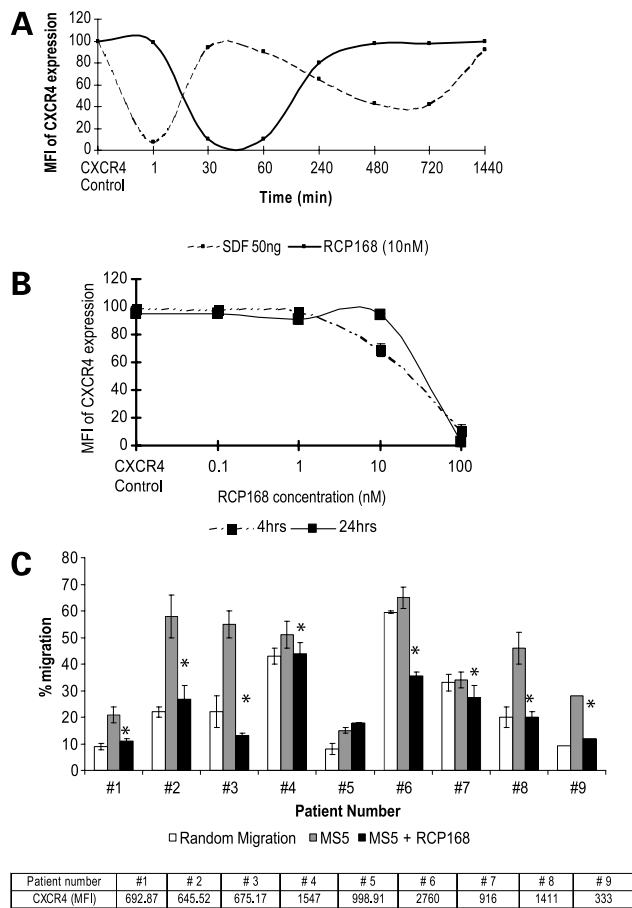 A
MFI of CXCR4 expression
120
100
80
60
40
20
0
CXCR4
Control
1 30 60 240 480 720 1440
Time (min)
SDF 50ng RCP168 (10nM)
B
MFI of CXCR4 expression
120
100
80
60
40
20
0
CXCR4
Control
0.1 1 10 100
RCP168 concentration (nM)
4hrs 24hrs
C
% migration
80
70
60
50
40
30
20
10
0
* * * * * * * *
#1 #2 #3 #4 #5 #6 #7 #8 #9
Patient Number
Random Migration MS5 MS5 + RCP168
Patient number #1 # 2 # 3 # 4 # 5 # 6 # 7 # 8 # 9
CXCR4 (MFI) 692.87 645.52 675.17 1547 998.91 2760 916 1411 333